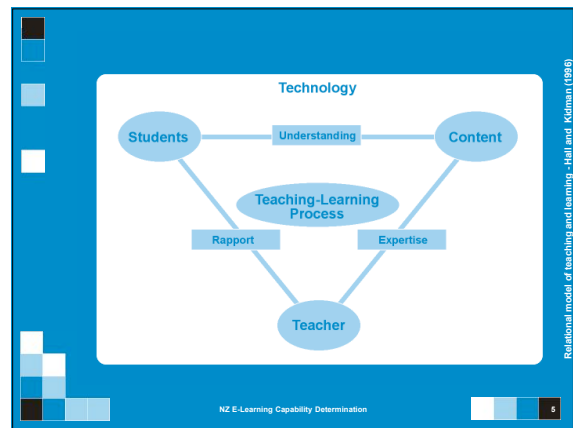 Technology
Students
Understanding
Content
Teaching-Learning
Process
Rapport
Expertise
Teacher
Relational model of teaching and learning - Hall and Kidman (1996)
NZ E-Learning Capability Determination
5